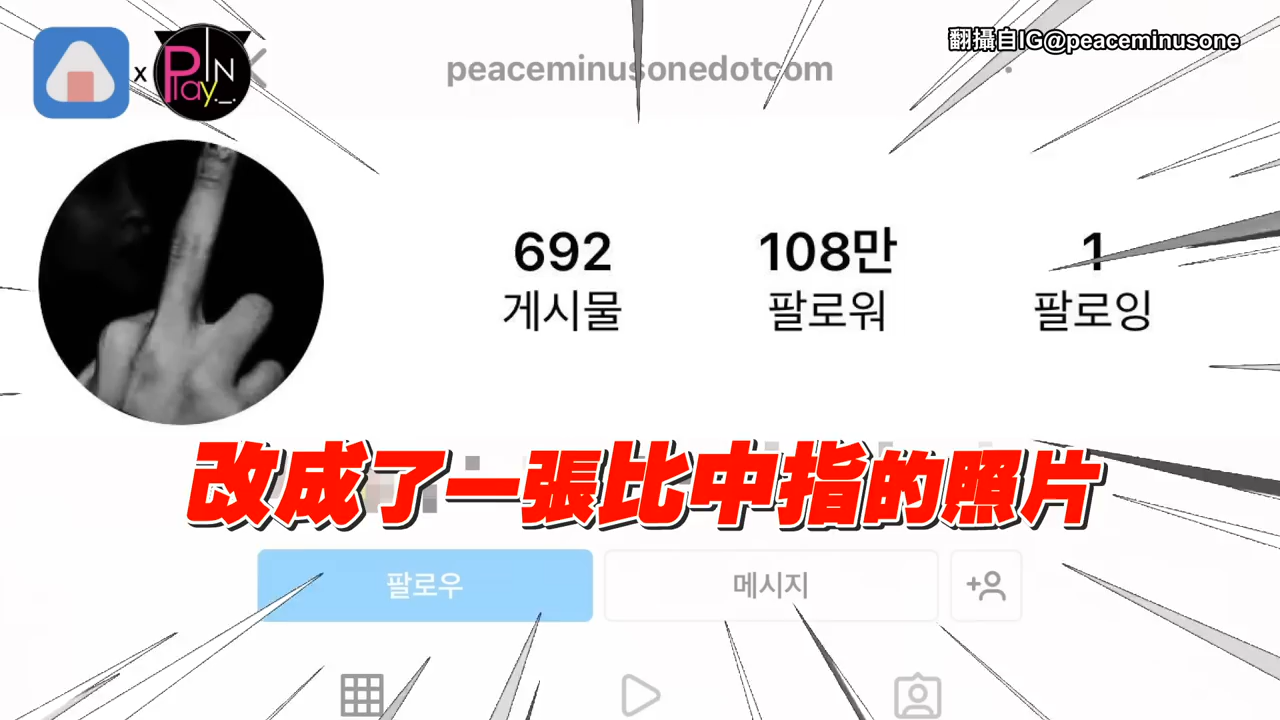 x
PlayIN._.
peaceminusonedotcom
翻攝自IG@peaceminusone
692
108만
1
게시물
팔로워
팔로잉
改成了一張比中指的照片
팔로우
메시지